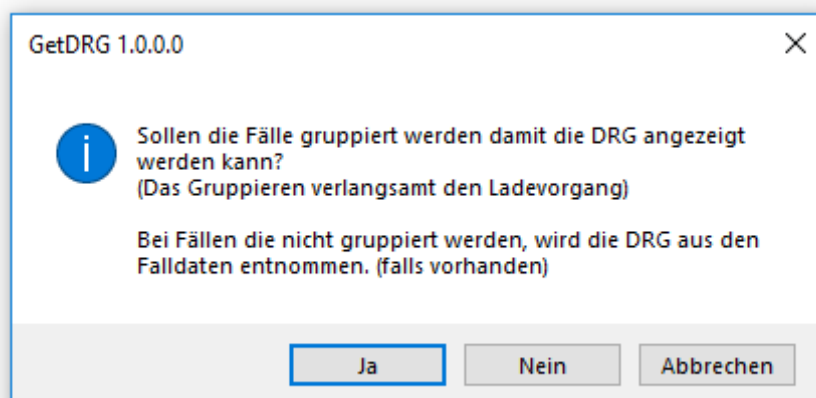 GetDRG 1.0.0.0
Sollen die Fälle gruppiert werden damit die DRG angezeigt
werden kann?
(Das Gruppieren verlangsamt den Ladevorgang)
Bei Fällen die nicht gruppiert werden, wird die DRG aus den
Falldaten entnommen. (falls vorhanden)
Ja
Nein
Abbrechen